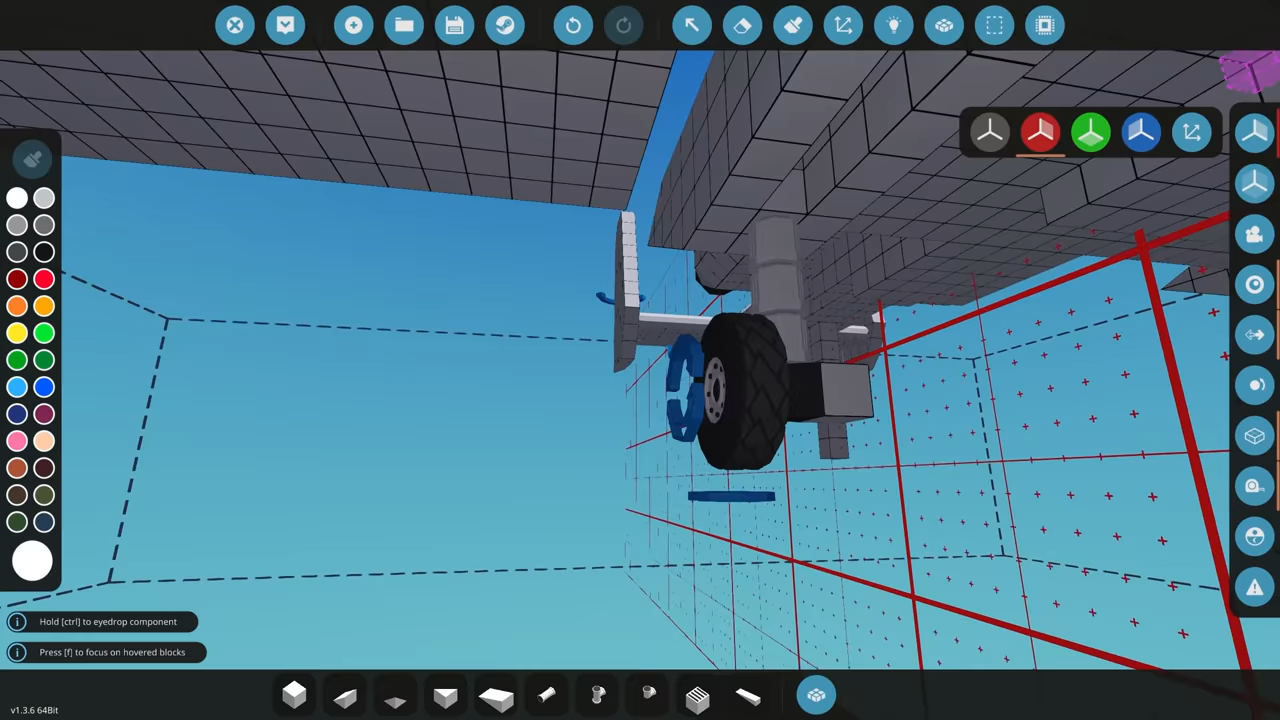 Hold [ctrl] to eyedrop component
Press [f] to focus on hovered blocks
v1.3.6 64Bit